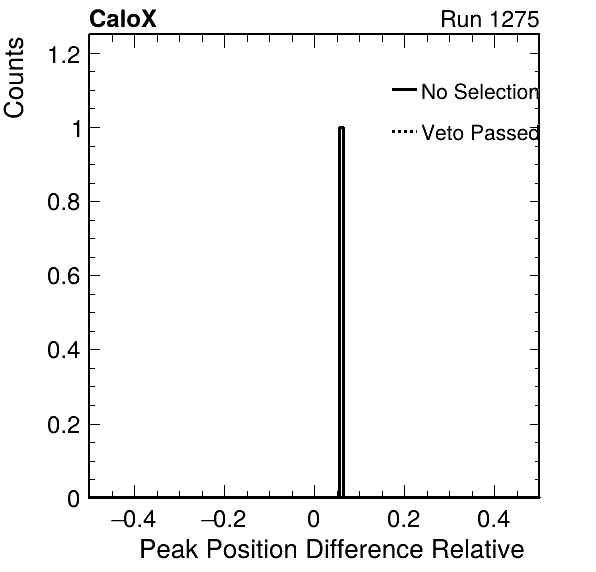 CaloX Run 1275
Counts
1.2
1
0.8
0.6
0.4
0.2
0
No Selection
Veto Passed
−0.4 −0.2 0 0.2 0.4
Peak Position Difference Relative